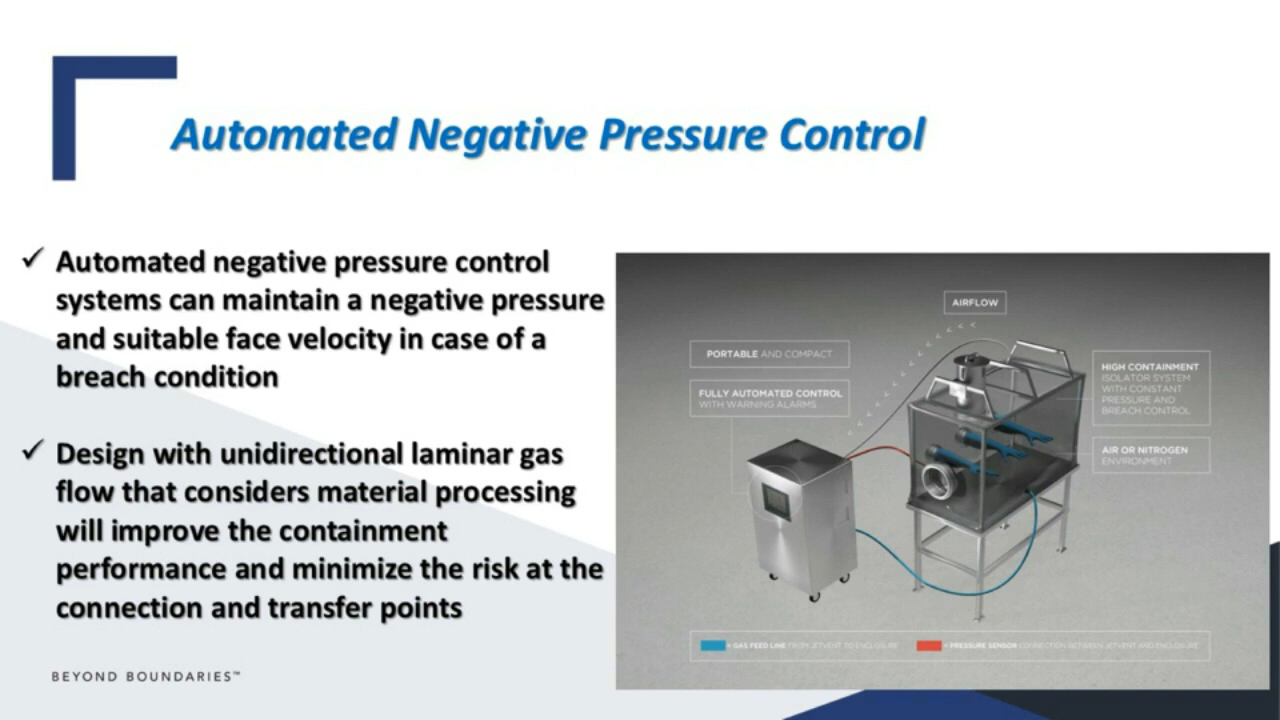 Automated Negative Pressure Control
✓ Automated negative pressure control
systems can maintain a negative pressure
and suitable face velocity in case of a
breach condition
✓ Design with unidirectional laminar gas
flow that considers material processing
will improve the containment
performance and minimize the risk at the
connection and transfer points
AIRFLOW
PORTABLE AND COMPACT
FULLY AUTOMATED CONTROL
WITH WARNING ALARMS
HIGH CONTAINMENT
ISOLATOR SYSTEM
WITH CONSTANT
PRESSURE AND
BREACH CONTROL
AIR OR NITROGEN
ENVIRONMENT
= GAS FEED LINE FROM JETVENT TO ENCLOSURE
= PRESSURE SENSOR CONNECTION BETWEEN JETVENT AND ENCLOSURE
BEYOND BOUNDARIES™